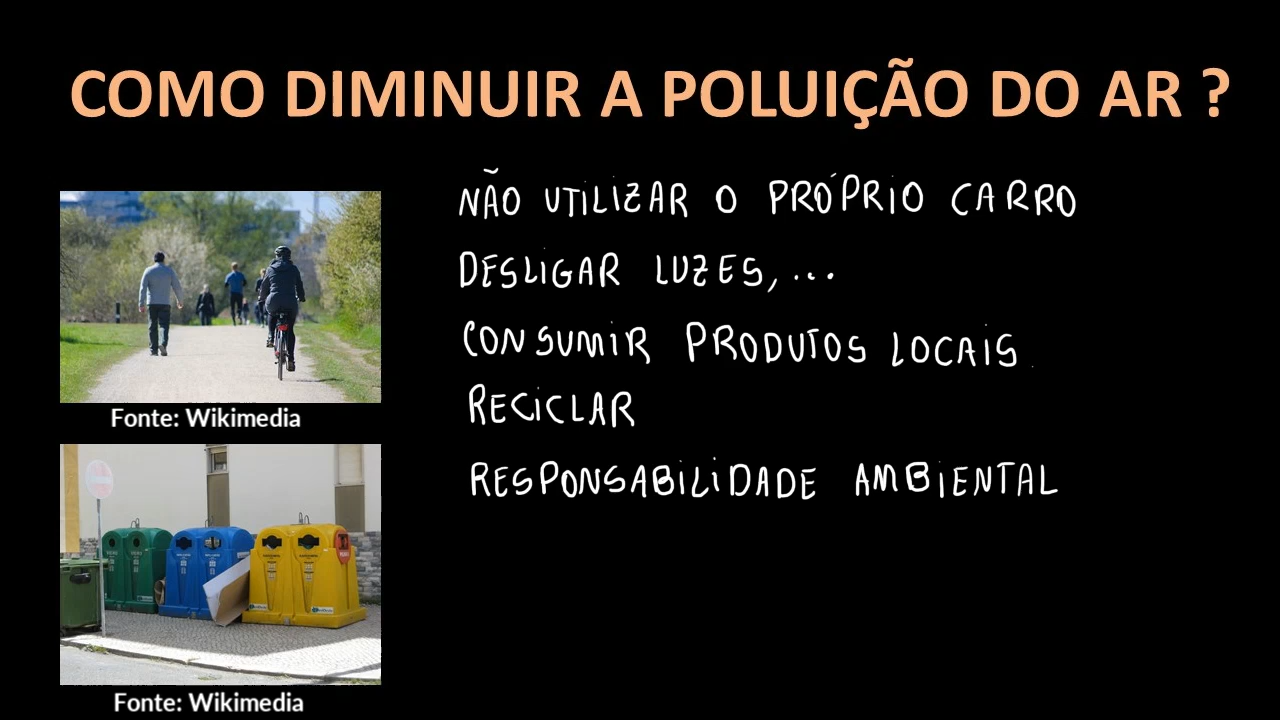 COMO DIMINUIR A POLUIÇÃO DO AR ?
NÃO UTILIZAR O PRÓPRIO CARRO
DESLIGAR LUZES,...
CONSUMIR PRODUTOS LOCAIS
RECICLAR
RESPONSABILIDADE AMBIENTAL
Fonte: Wikimedia
Fonte: Wikimedia